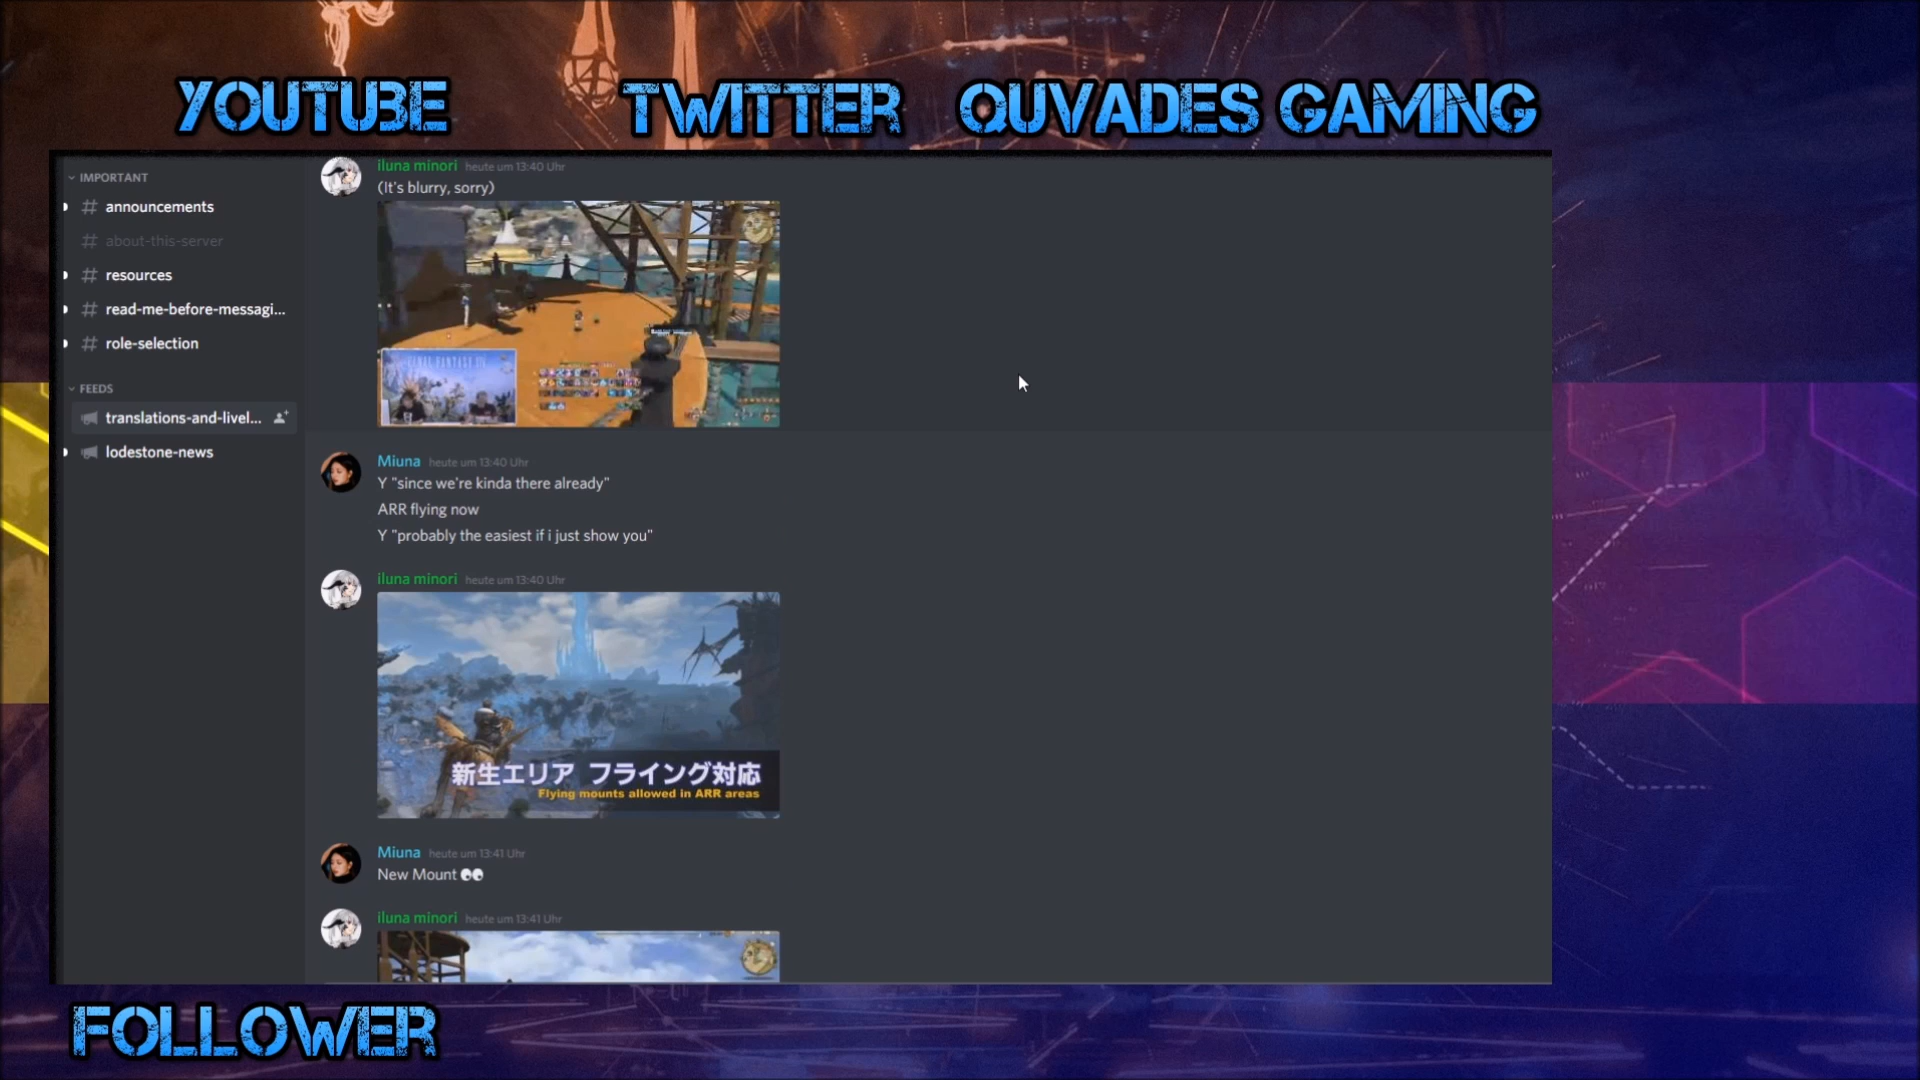 YOUTUBE
TWITTER
QUVADES GAMING
IMPORTANT
announcements
about-this-server
resources
read-me-before-messagi...
role-selection
FEEDS
translations-and-livel...
lodestone-news
iluna minori heute um 13:40 Uhr
(It's blurry, sorry)
FINAL FANTASY XIV
Miuna heute um 13:40 Uhr
Y "since we're kinda there already"
ARR flying now
Y "probably the easiest if i just show you"
iluna minori heute um 13:40 Uhr
新生エリア フライング対応
Flying mounts allowed in ARR areas
Miuna heute um 13:41 Uhr
New Mount 👀
iluna minori heute um 13:41 Uhr
FOLLOWER